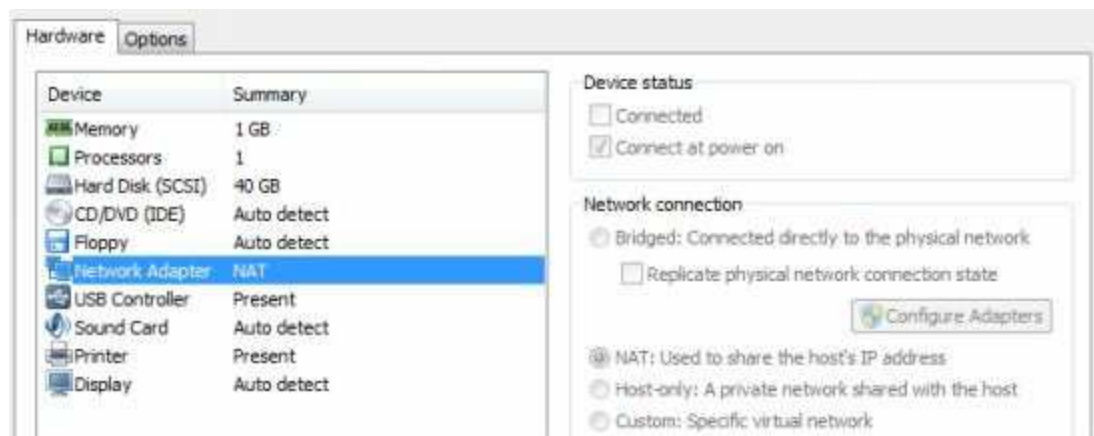 Hardware Options
Device Summary
Memory 1 GB
Processors 1
Hard Disk (SCSI) 40 GB
CD/DVD (IDE) Auto detect
Floppy Auto detect
Network Adapter NAT
USB Controller Present
Sound Card Auto detect
Printer Present
Display Auto detect
Device status
Connected
Connect at power on
Network connection
Bridged: Connected directly to the physical network
Replicate physical network connection state
Configure Adapters
NAT: Used to share the host's IP address
Host-only: A private network shared with the host
Custom: Specific virtual network